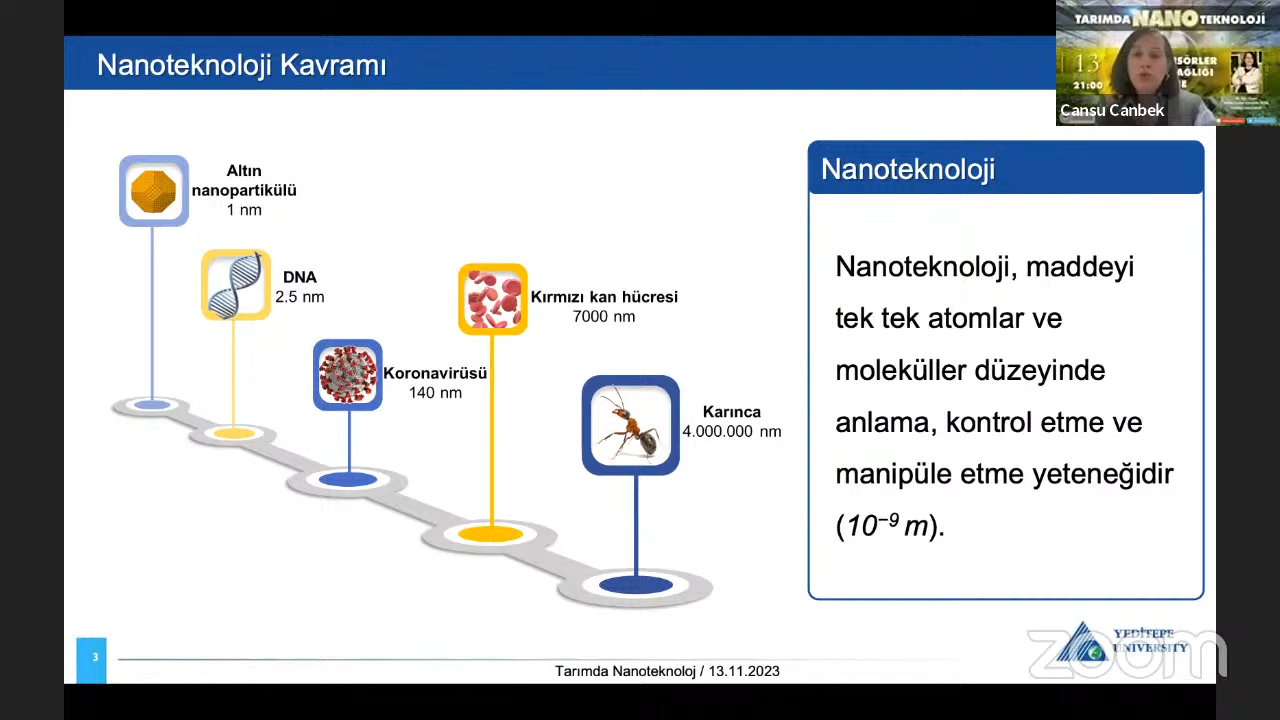 Nanoteknoloji Kavramı
TARIMDA NANO TEKNOLOJİ
13
21:00
Cansu Canbek
Altın
nanopartikülü
1 nm
DNA
2.5 nm
Koronavirüsü
140 nm
Kırmızı kan hücresi
7000 nm
Karınca
4.000.000 nm
Nanoteknoloji
Nanoteknoloji, maddeyi
tek tek atomlar ve
moleküller düzeyinde
anlama, kontrol etme ve
manipüle etme yeteneğidir
(10⁻⁹ m).
YEDİTEPE
UNIVERSITY
zoom
3
Tarımda Nanoteknoloj / 13.11.2023